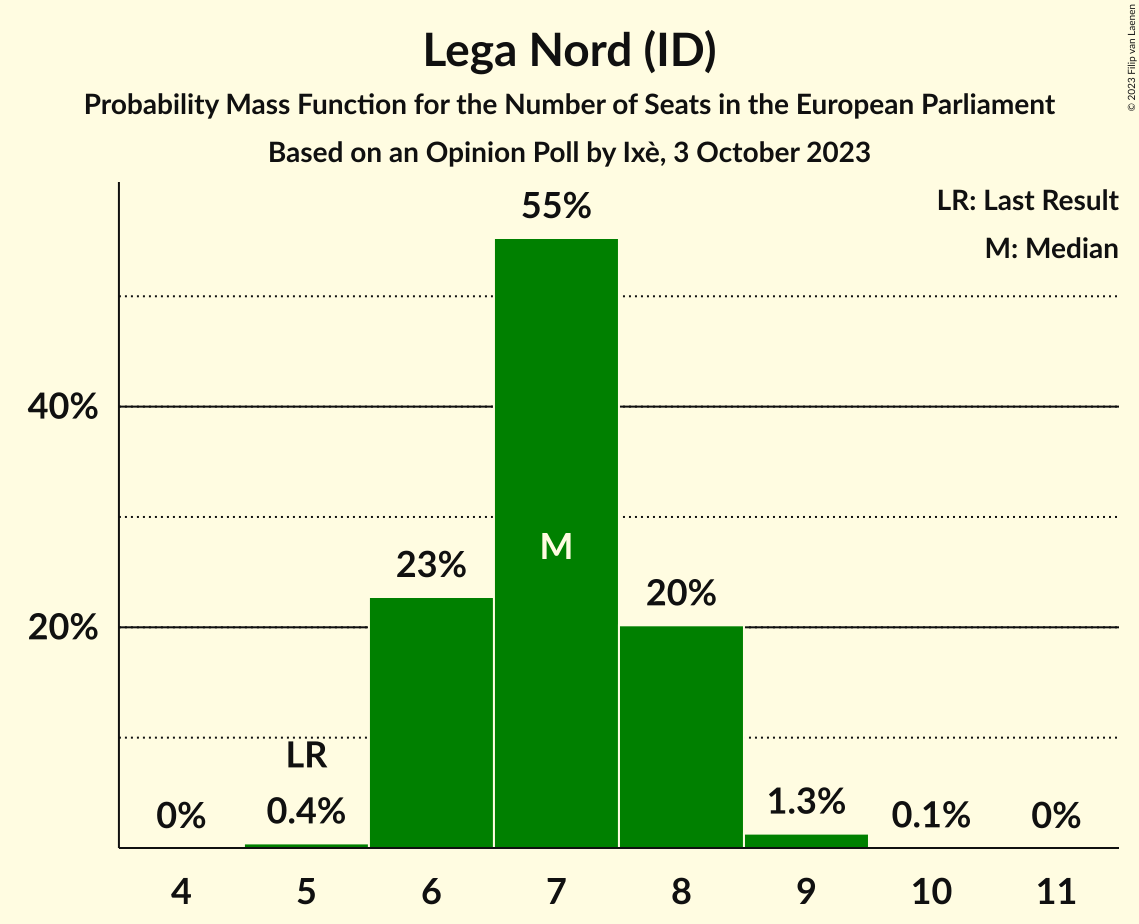 Lega Nord (ID)
Probability Mass Function for the Number of Seats in the European Parliament
Based on an Opinion Poll by Ixè, 3 October 2023
© 2023 Filip van Laenen
LR: Last Result
M: Median
55%
40%
M
23%
20%
20%
LR
0%
0.4%
1.3%
0.1%
0%
4
5
6
7
8
9
10
11